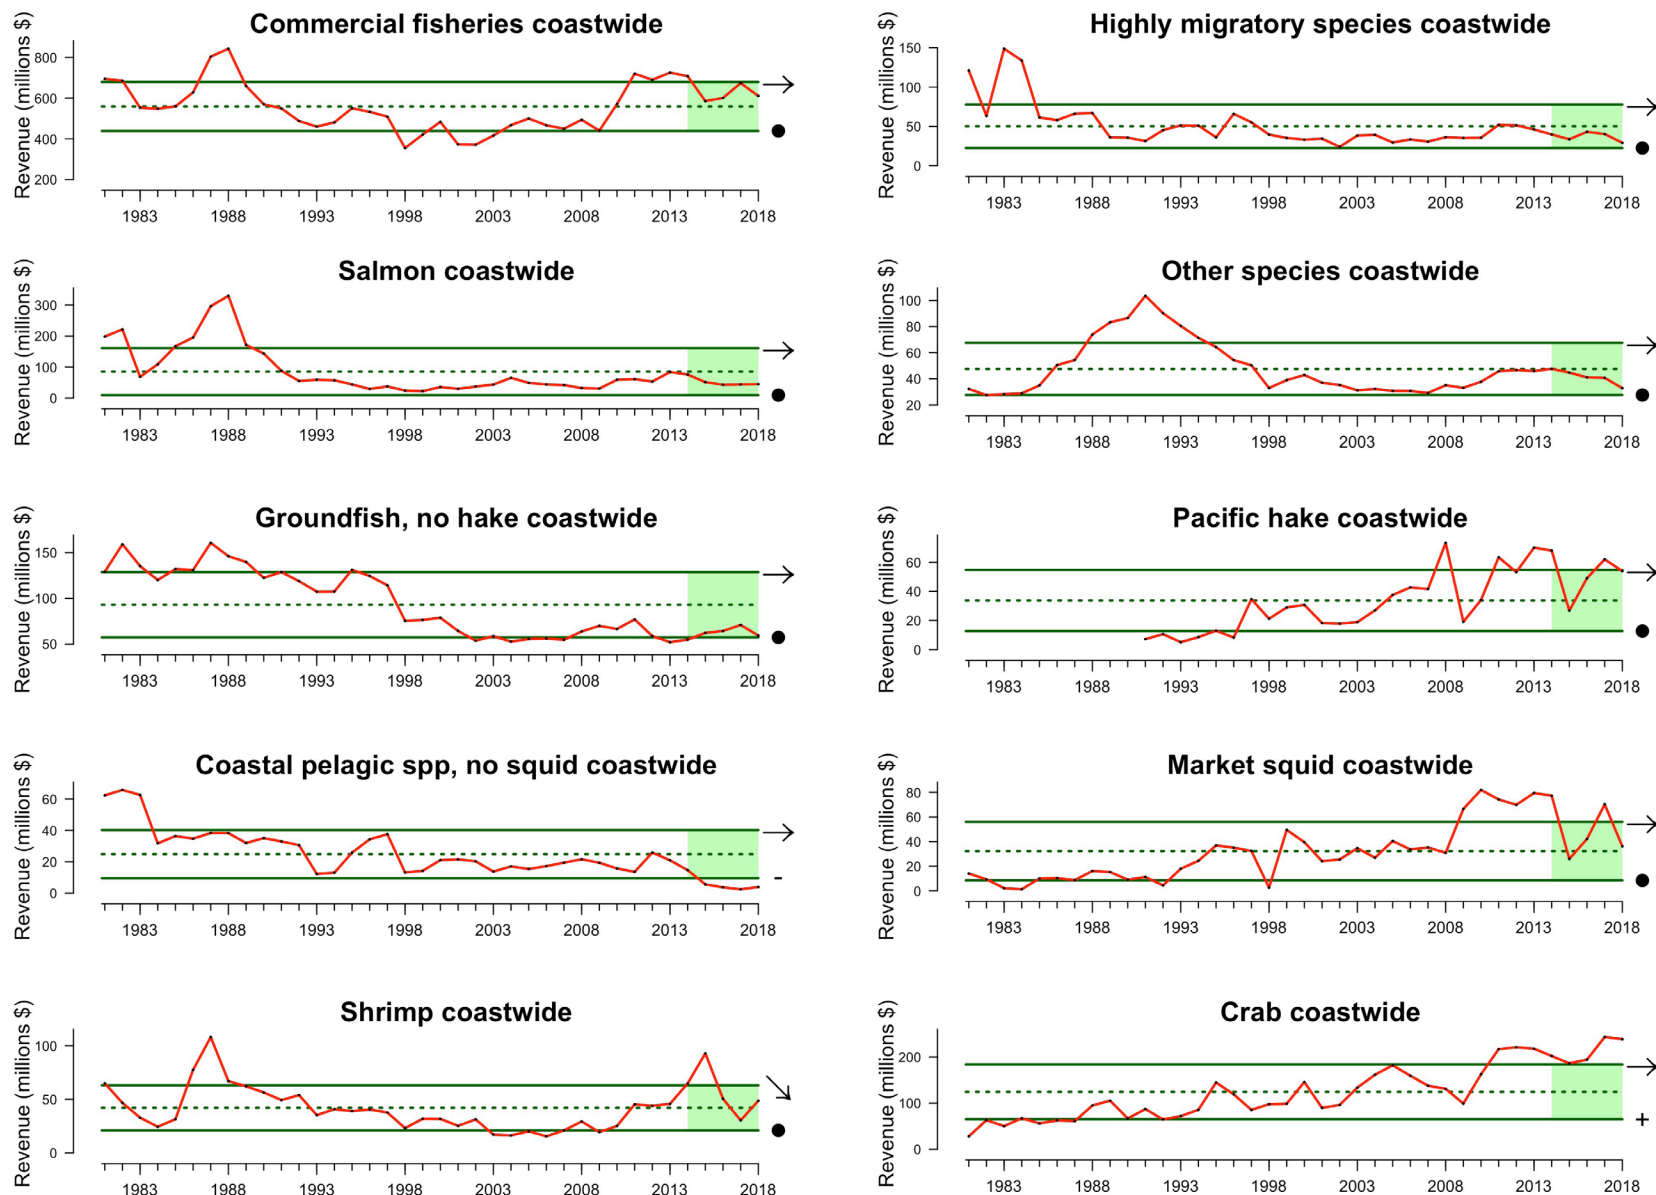 Commercial fisheries coastwide
Revenue (millions $)
800
600
400
200
1983 1988 1993 1998 2003 2008 2013 2018
Highly migratory species coastwide
Revenue (millions $)
150
100
50
0
1983 1988 1993 1998 2003 2008 2013 2018
Salmon coastwide
Revenue (millions $)
300
200
100
0
1983 1988 1993 1998 2003 2008 2013 2018
Other species coastwide
Revenue (millions $)
100
80
60
40
20
1983 1988 1993 1998 2003 2008 2013 2018
Groundfish, no hake coastwide
Revenue (millions $)
150
100
50
1983 1988 1993 1998 2003 2008 2013 2018
Pacific hake coastwide
Revenue (millions $)
60
40
20
0
1983 1988 1993 1998 2003 2008 2013 2018
Coastal pelagic spp, no squid coastwide
Revenue (millions $)
60
40
20
0
-
1983 1988 1993 1998 2003 2008 2013 2018
Market squid coastwide
Revenue (millions $)
80
60
40
20
0
1983 1988 1993 1998 2003 2008 2013 2018
Shrimp coastwide
Revenue (millions $)
100
50
0
1983 1988 1993 1998 2003 2008 2013 2018
Crab coastwide
Revenue (millions $)
200
100
0
+
1983 1988 1993 1998 2003 2008 2013 2018